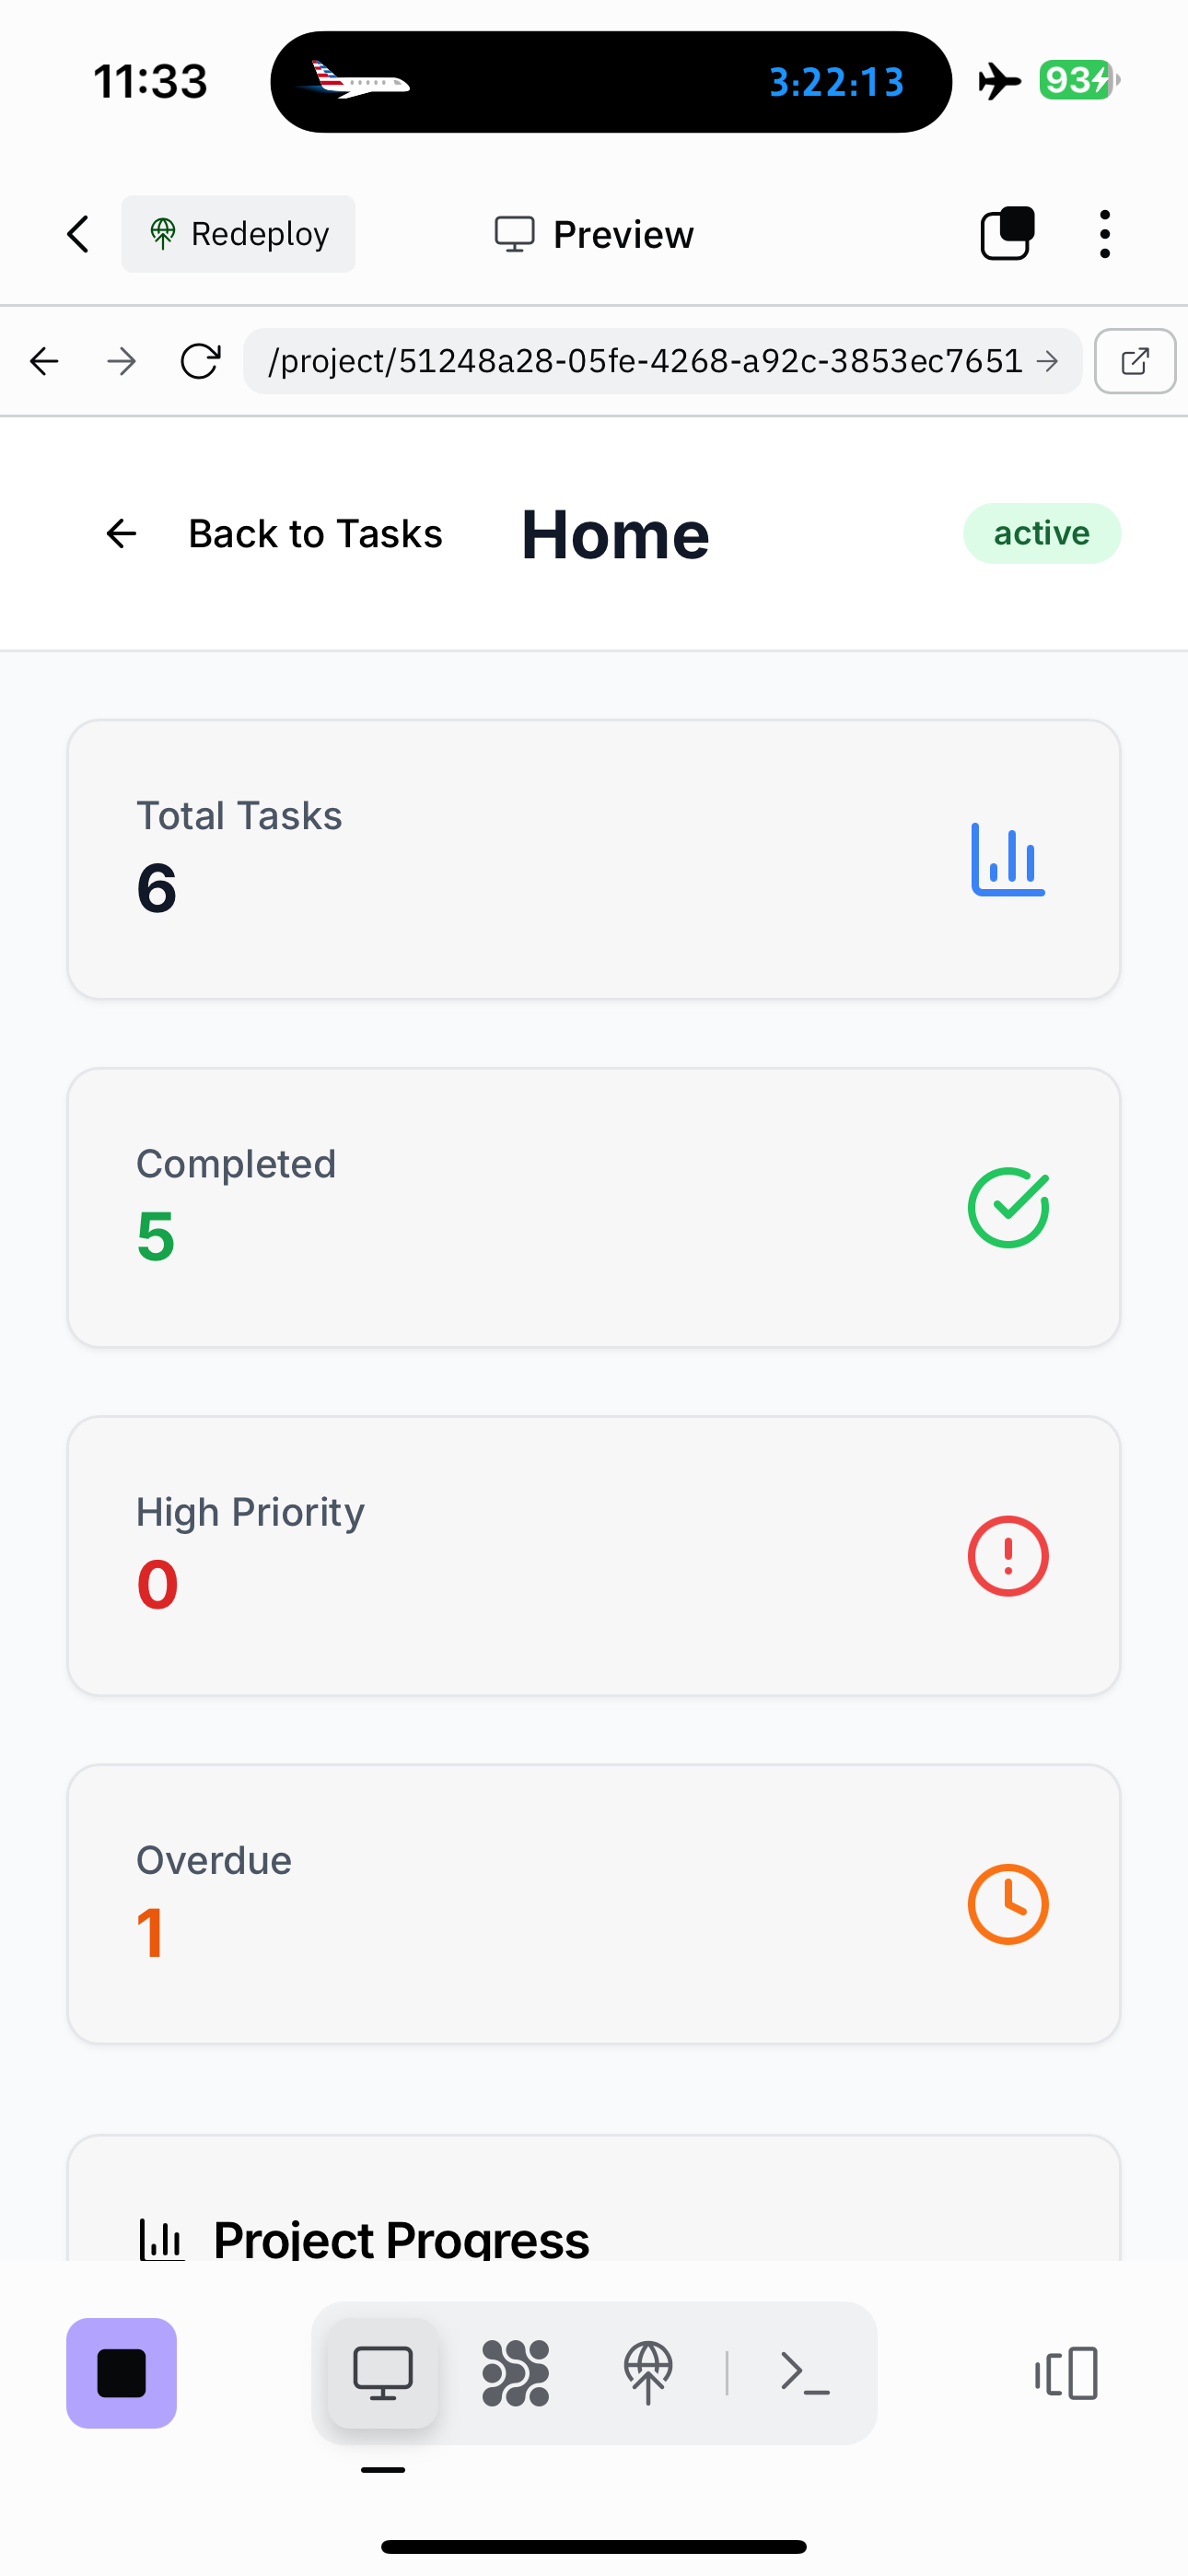 11:33
3:22:13
93
Redeploy
Preview
/project/51248a28-05fe-4268-a92c-3853ec7651
Back to Tasks
Home
active
Total Tasks
6
Completed
5
High Priority
0
Overdue
1
Project Progress